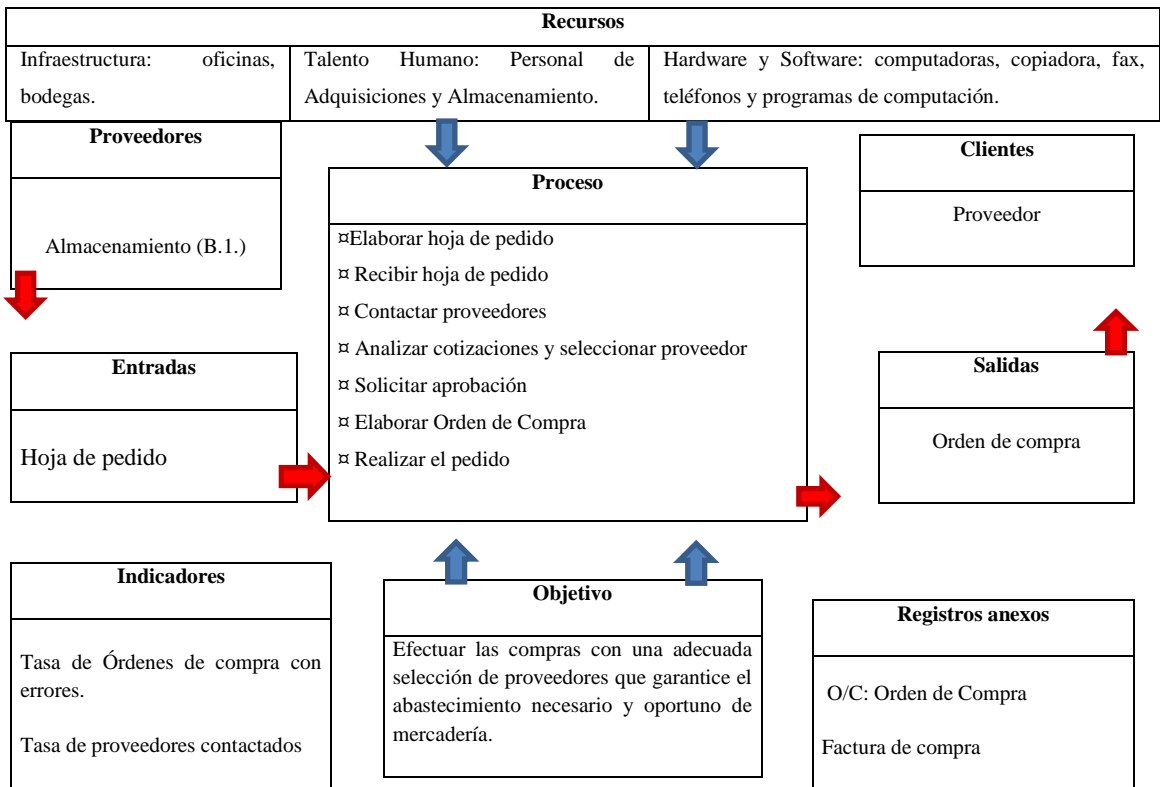 Recursos
Infraestructura: oficinas,
bodegas.
Talento Humano: Personal de
Adquisiciones y Almacenamiento.
Hardware y Software: computadoras, copiadora, fax,
teléfonos y programas de computación.
Proveedores
Almacenamiento (B.1.)
Proceso
¤Elaborar hoja de pedido
¤ Recibir hoja de pedido
¤ Contactar proveedores
¤ Analizar cotizaciones y seleccionar proveedor
¤ Solicitar aprobación
¤ Elaborar Orden de Compra
¤ Realizar el pedido
Clientes
Proveedor
Entradas
Hoja de pedido
Salidas
Orden de compra
Indicadores
Tasa de Órdenes de compra con
errores.
Tasa de proveedores contactados
Objetivo
Efectuar las compras con una adecuada
selección de proveedores que garantice el
abastecimiento necesario y oportuno de
mercadería.
Registros anexos
O/C: Orden de Compra
Factura de compra